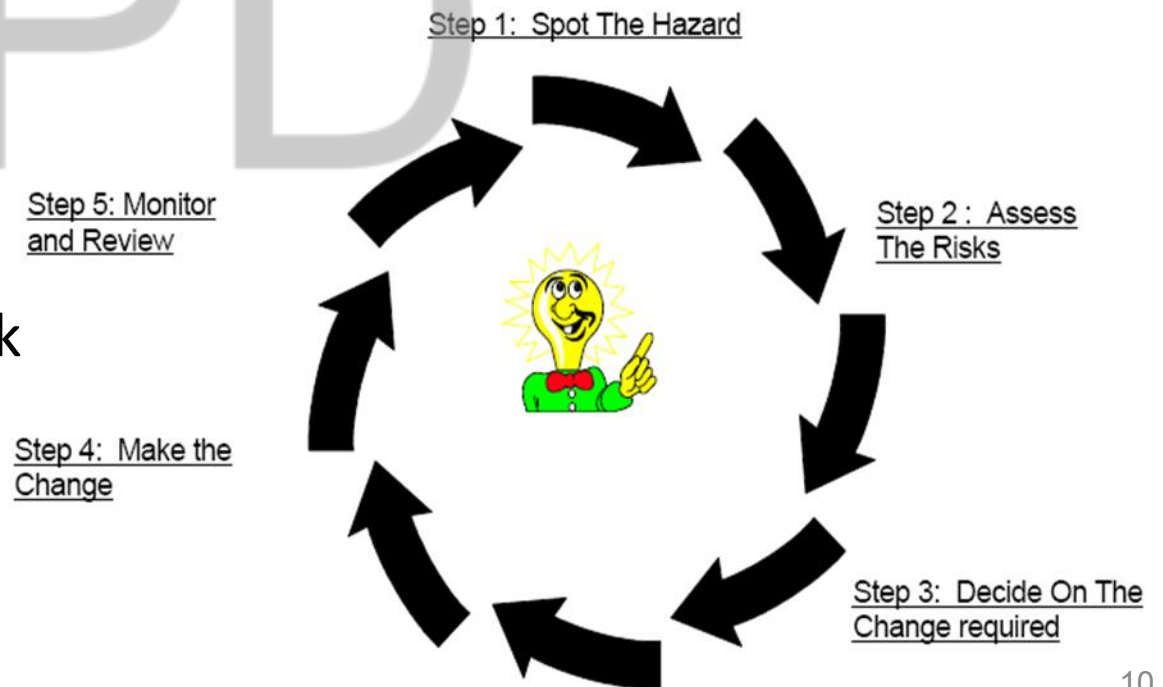 PD
Step 1:  Spot The Hazard
Step 2 :  Assess
The Risks
Step 3:  Decide On The
Change required
Step 4:  Make the
Change
Step 5: Monitor
and Review
k
10